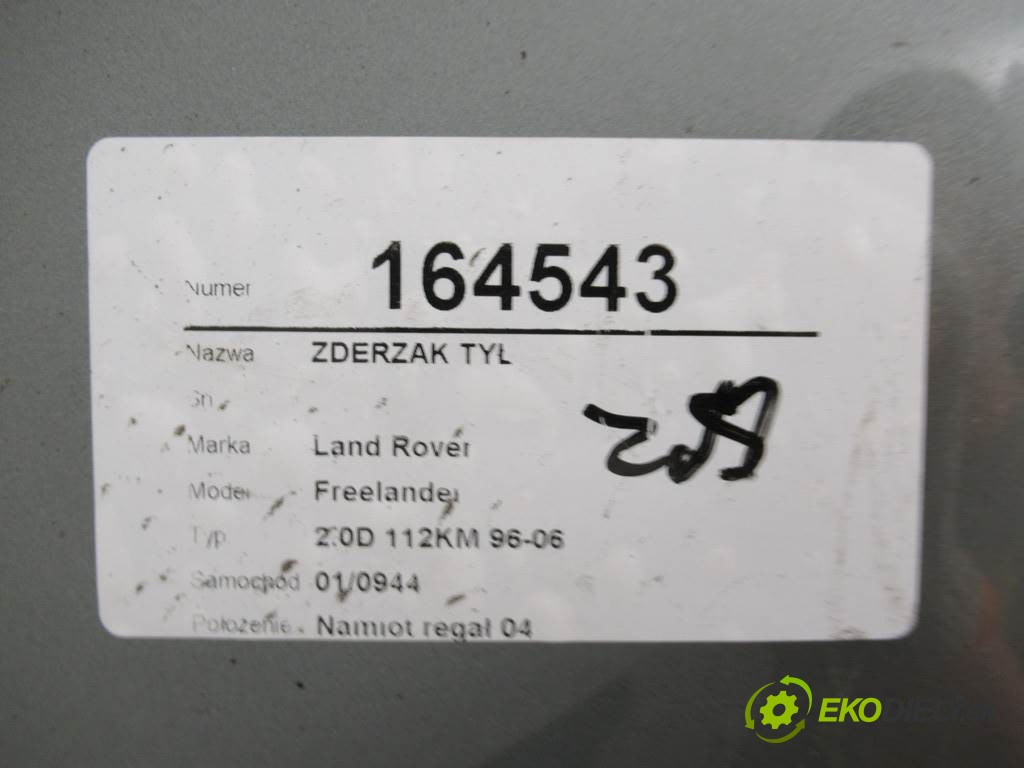 Numer 164543
Nazwa ZDERZAK TYŁ
Sn
Marka Land Rover
Model Freelander
Typ 2.0D 112KM 96-06
Samochód 01/0944
Położenie Namiot regał 04